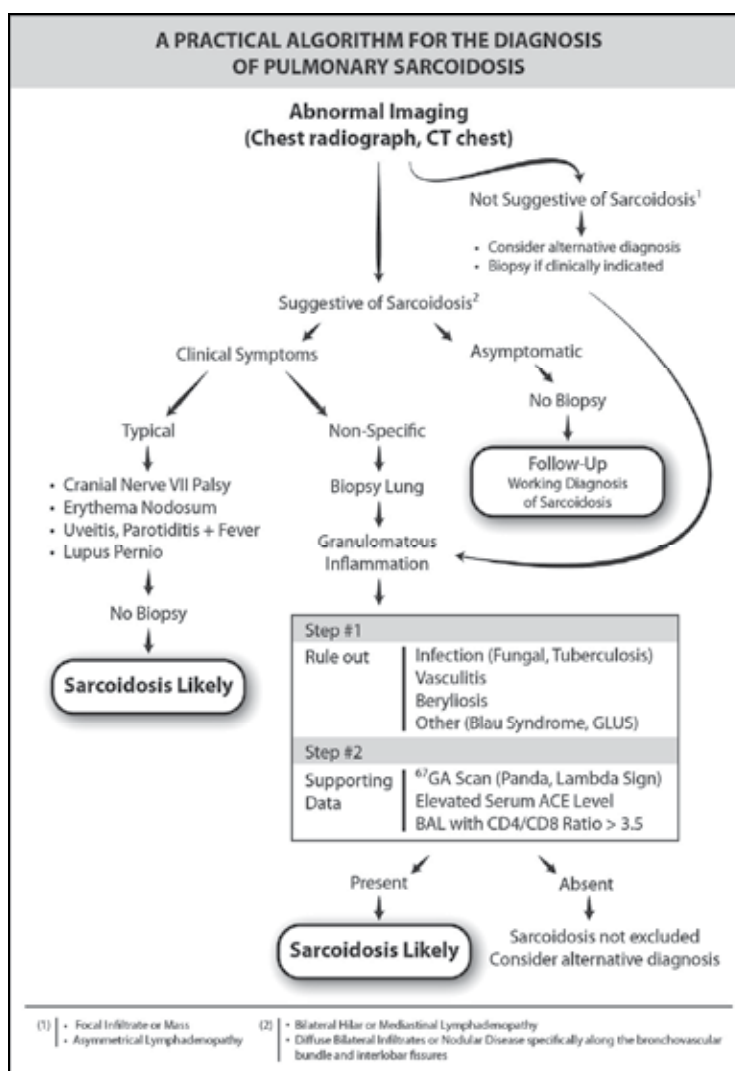 A PRACTICAL ALGORITHM FOR THE DIAGNOSIS
OF PULMONARY SARCOIDOSIS
Abnormal Imaging
(Chest radiograph, CT chest)
Not Suggestive of Sarcoidosis1
• Consider alternative diagnosis
• Biopsy if clinically indicated
Suggestive of Sarcoidosis2
Clinical Symptoms
Asymptomatic
No Biopsy
Follow-Up
Working Diagnosis
of Sarcoidosis
Typical
Non-Specific
• Cranial Nerve VII Palsy
• Erythema Nodosum
• Uveitis, Parotiditis + Fever
• Lupus Pernio
Biopsy Lung
Granulomatous
Inflammation
No Biopsy
Sarcoidosis Likely
Step #1
Rule out
Infection (Fungal, Tuberculosis)
Vasculitis
Beryliosis
Other (Blau Syndrome, GLUS)
Step #2
Supporting
Data
67GA Scan (Panda, Lambda Sign)
Elevated Serum ACE Level
BAL with CD4/CD8 Ratio > 3.5
Present
Absent
Sarcoidosis Likely
Sarcoidosis not excluded
Consider alternative diagnosis
(1) • Focal Infiltrate or Mass
• Asymmetrical Lymphadenopathy
(2) • Bilateral Hilar or Mediastinal Lymphadenopathy
• Diffuse Bilateral Infiltrates or Nodular Disease specifically along the bronchovascular
bundle and interlobar fissures